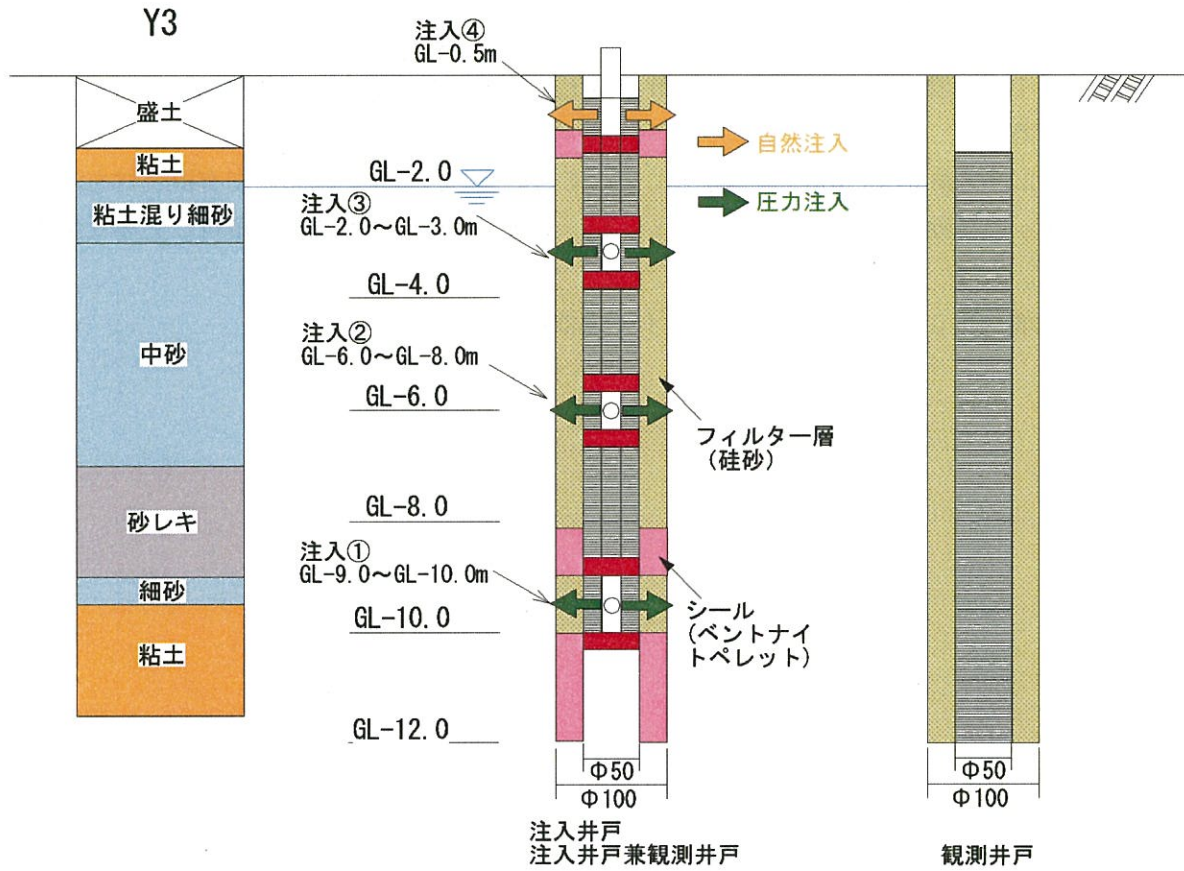 Y3
盛土
粘土
粘土混り細砂
中砂
砂レキ
細砂
粘土
注入④
GL-0.5m
GL-2.0
注入③
GL-2.0～GL-3.0m
GL-4.0
注入②
GL-6.0～GL-8.0m
GL-6.0
GL-8.0
注入①
GL-9.0～GL-10.0m
GL-10.0
GL-12.0
自然注入
圧力注入
フィルター層
（硅砂）
シール
（ベントナイ
トペレット）
Φ50
Φ100
注入井戸
注入井戸兼観測井戸
Φ50
Φ100
観測井戸